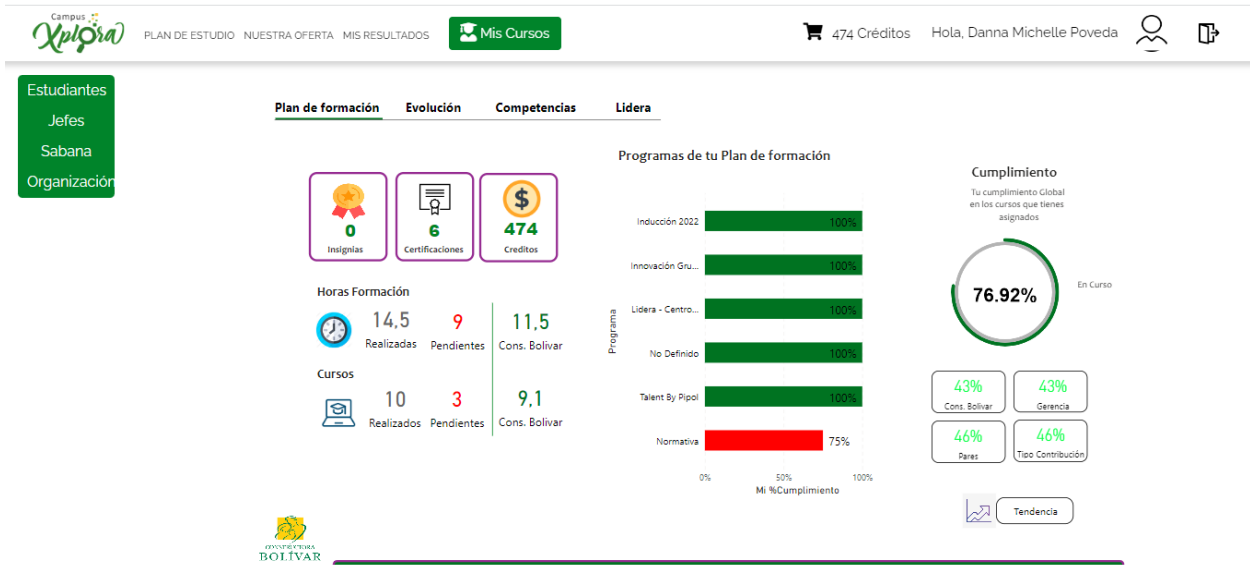 Campus
Xplora
PLAN DE ESTUDIO NUESTRA OFERTA MIS RESULTADOS Mis Cursos 474 Créditos Hola, Danna Michelle Poveda
Estudiantes
Jefes
Sabana
Organización
Plan de formación Evolución Competencias Lidera
0
Insignias
6
Certificaciones
$
474
Creditos
Horas Formación
14,5 9 11,5
Realizadas Pendientes Cons. Bolivar
Cursos
10 3 9,1
Realizados Pendientes Cons. Bolivar
Programas de tu Plan de formación
Programa
Inducción 2022 100%
Innovación Gru... 100%
Lidera - Centro... 100%
No Definido 100%
Talent By Pipol 100%
Normativa 75%
0% 50% 100%
Mi %Cumplimiento
Cumplimiento
Tu cumplimiento Global
en los cursos que tienes
asignados
76.92%
En Curso
43%
Cons. Bolivar
43%
Gerencia
46%
Pares
46%
Tipo Contribución
Tendencia
CONSTRUCTORA
BOLÍVAR